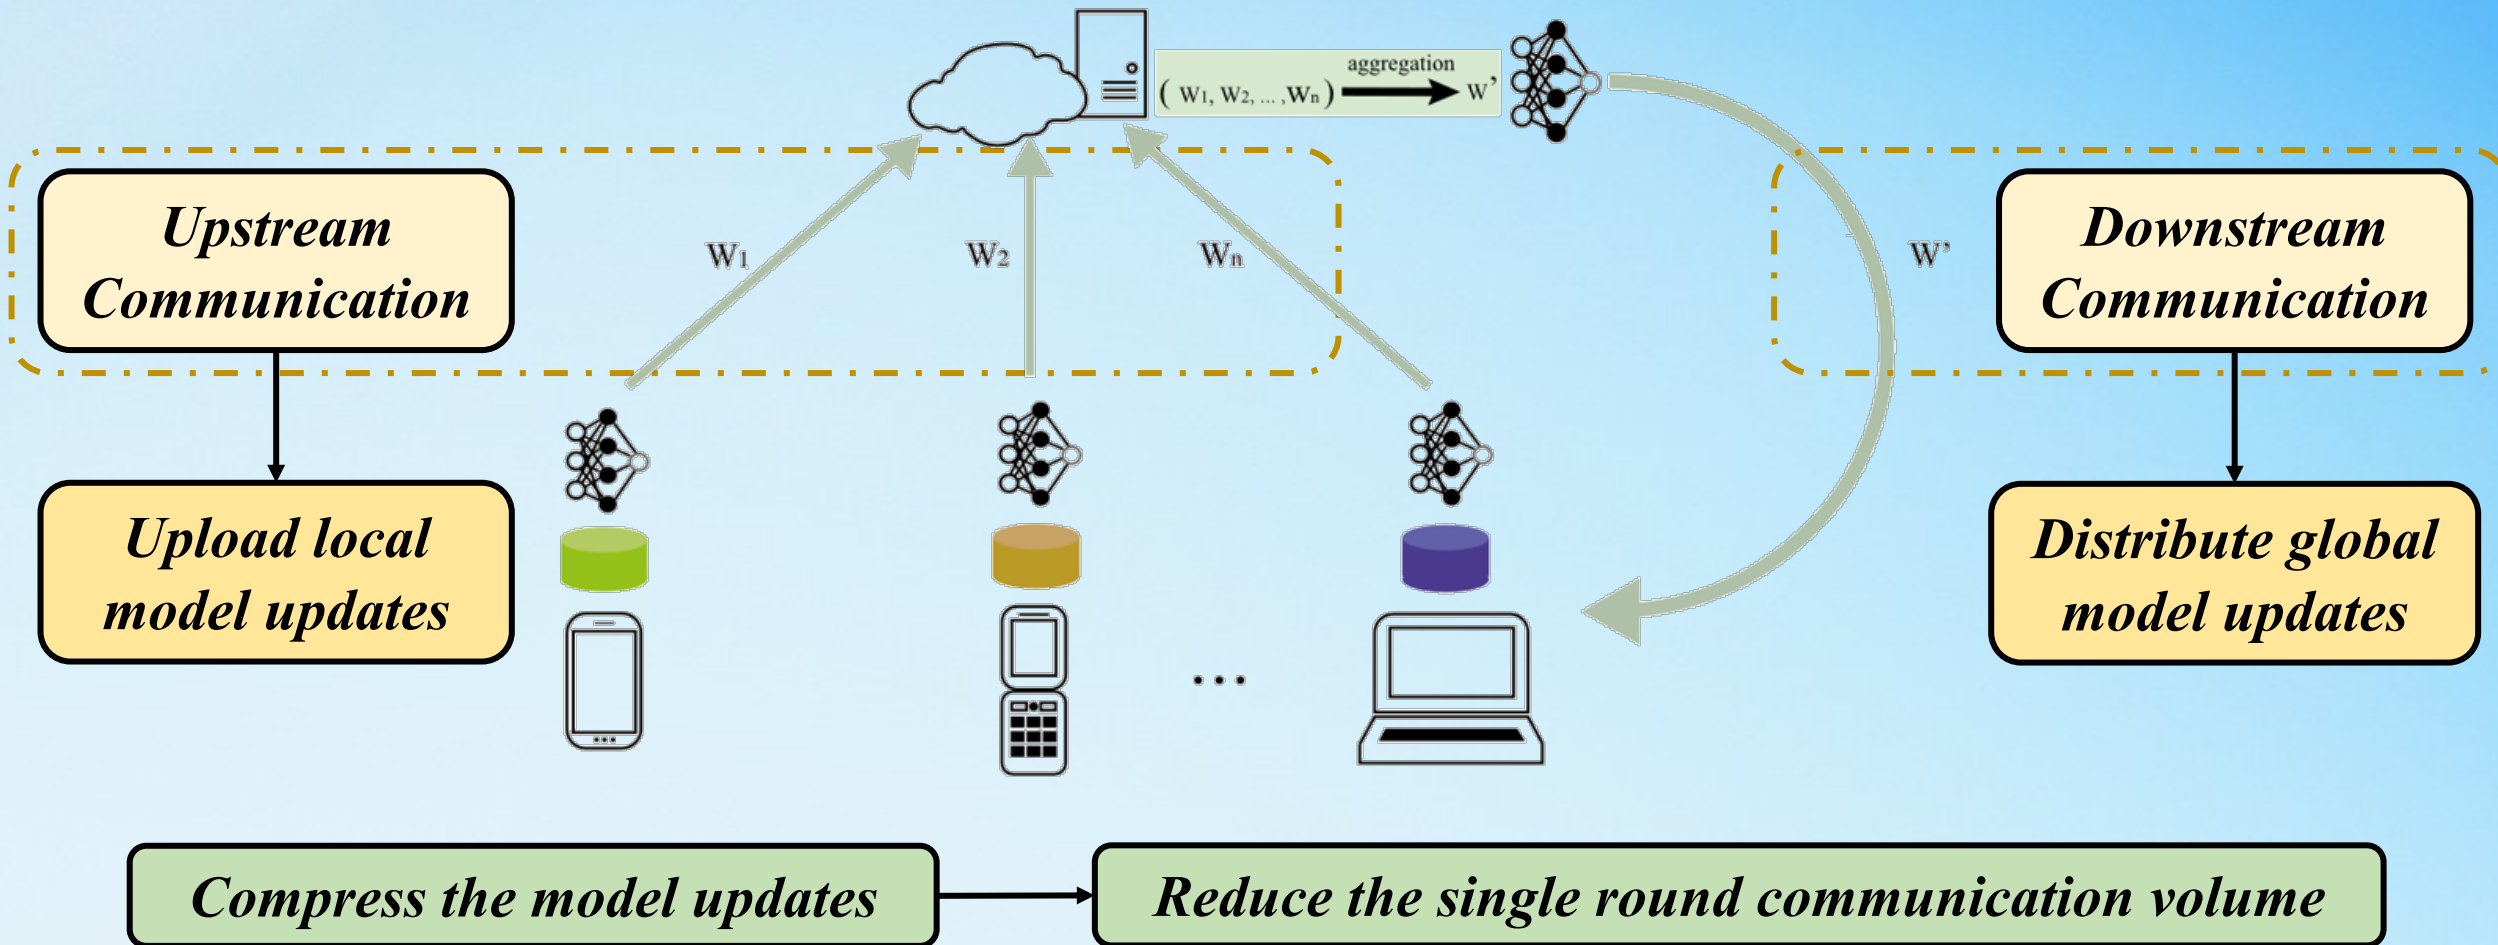 aggregation
( W1, W2, ... ,Wn ) W'
Upstream
Communication
W1
W2
Wn
W'
Downstream
Communication
Upload local
model updates
Distribute global
model updates
...
Compress the model updates
Reduce the single round communication volume